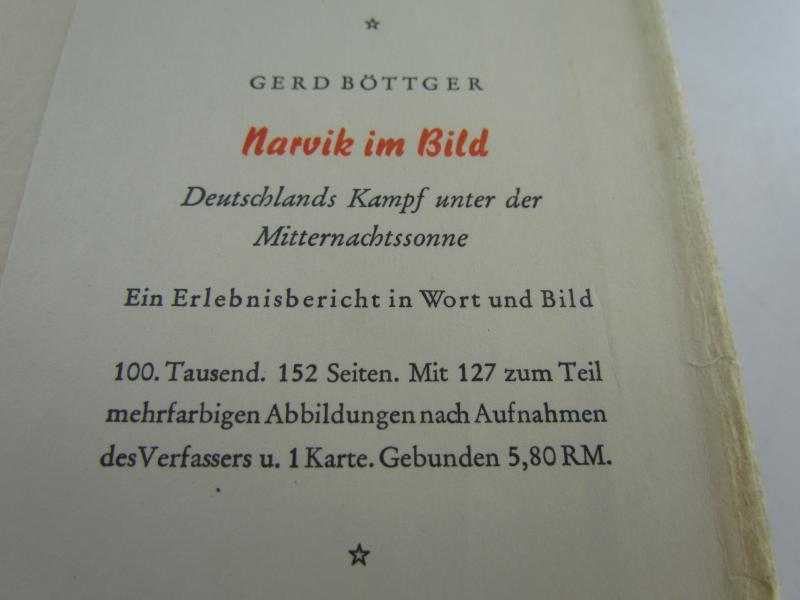 GERD BÖTTGER
Narvik im Bild
Deutschlands Kampf unter der
Mitternachtssonne
Ein Erlebnisbericht in Wort und Bild
100. Tausend. 152 Seiten. Mit 127 zum Teil
mehrfarbigen Abbildungen nach Aufnahmen
des Verfassers u. 1 Karte. Gebunden 5,80 RM.